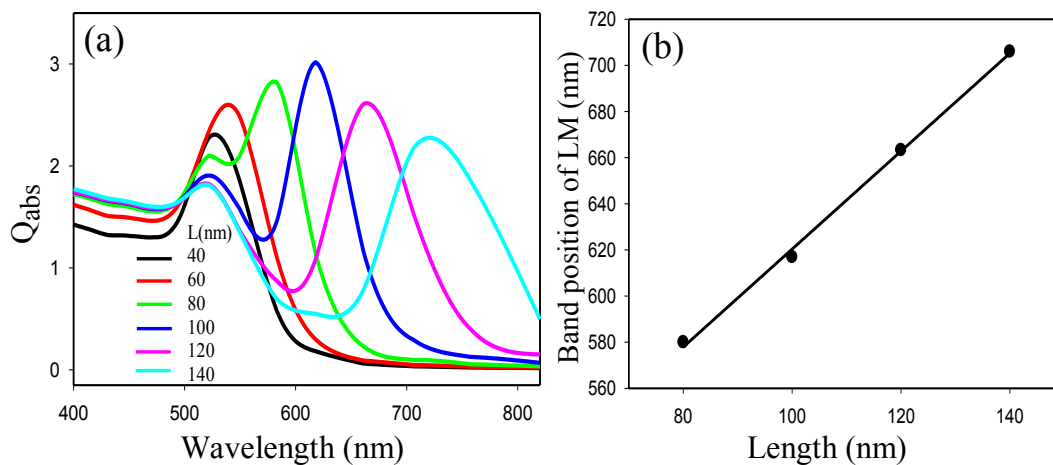 (a)
3
2
1
0
Qabs
L(nm)
40
60
80
100
120
140
400 500 600 700 800
Wavelength (nm)
(b)
720
700
680
660
640
620
600
580
560
Band position of LM (nm)
80 100 120 140
Length (nm)